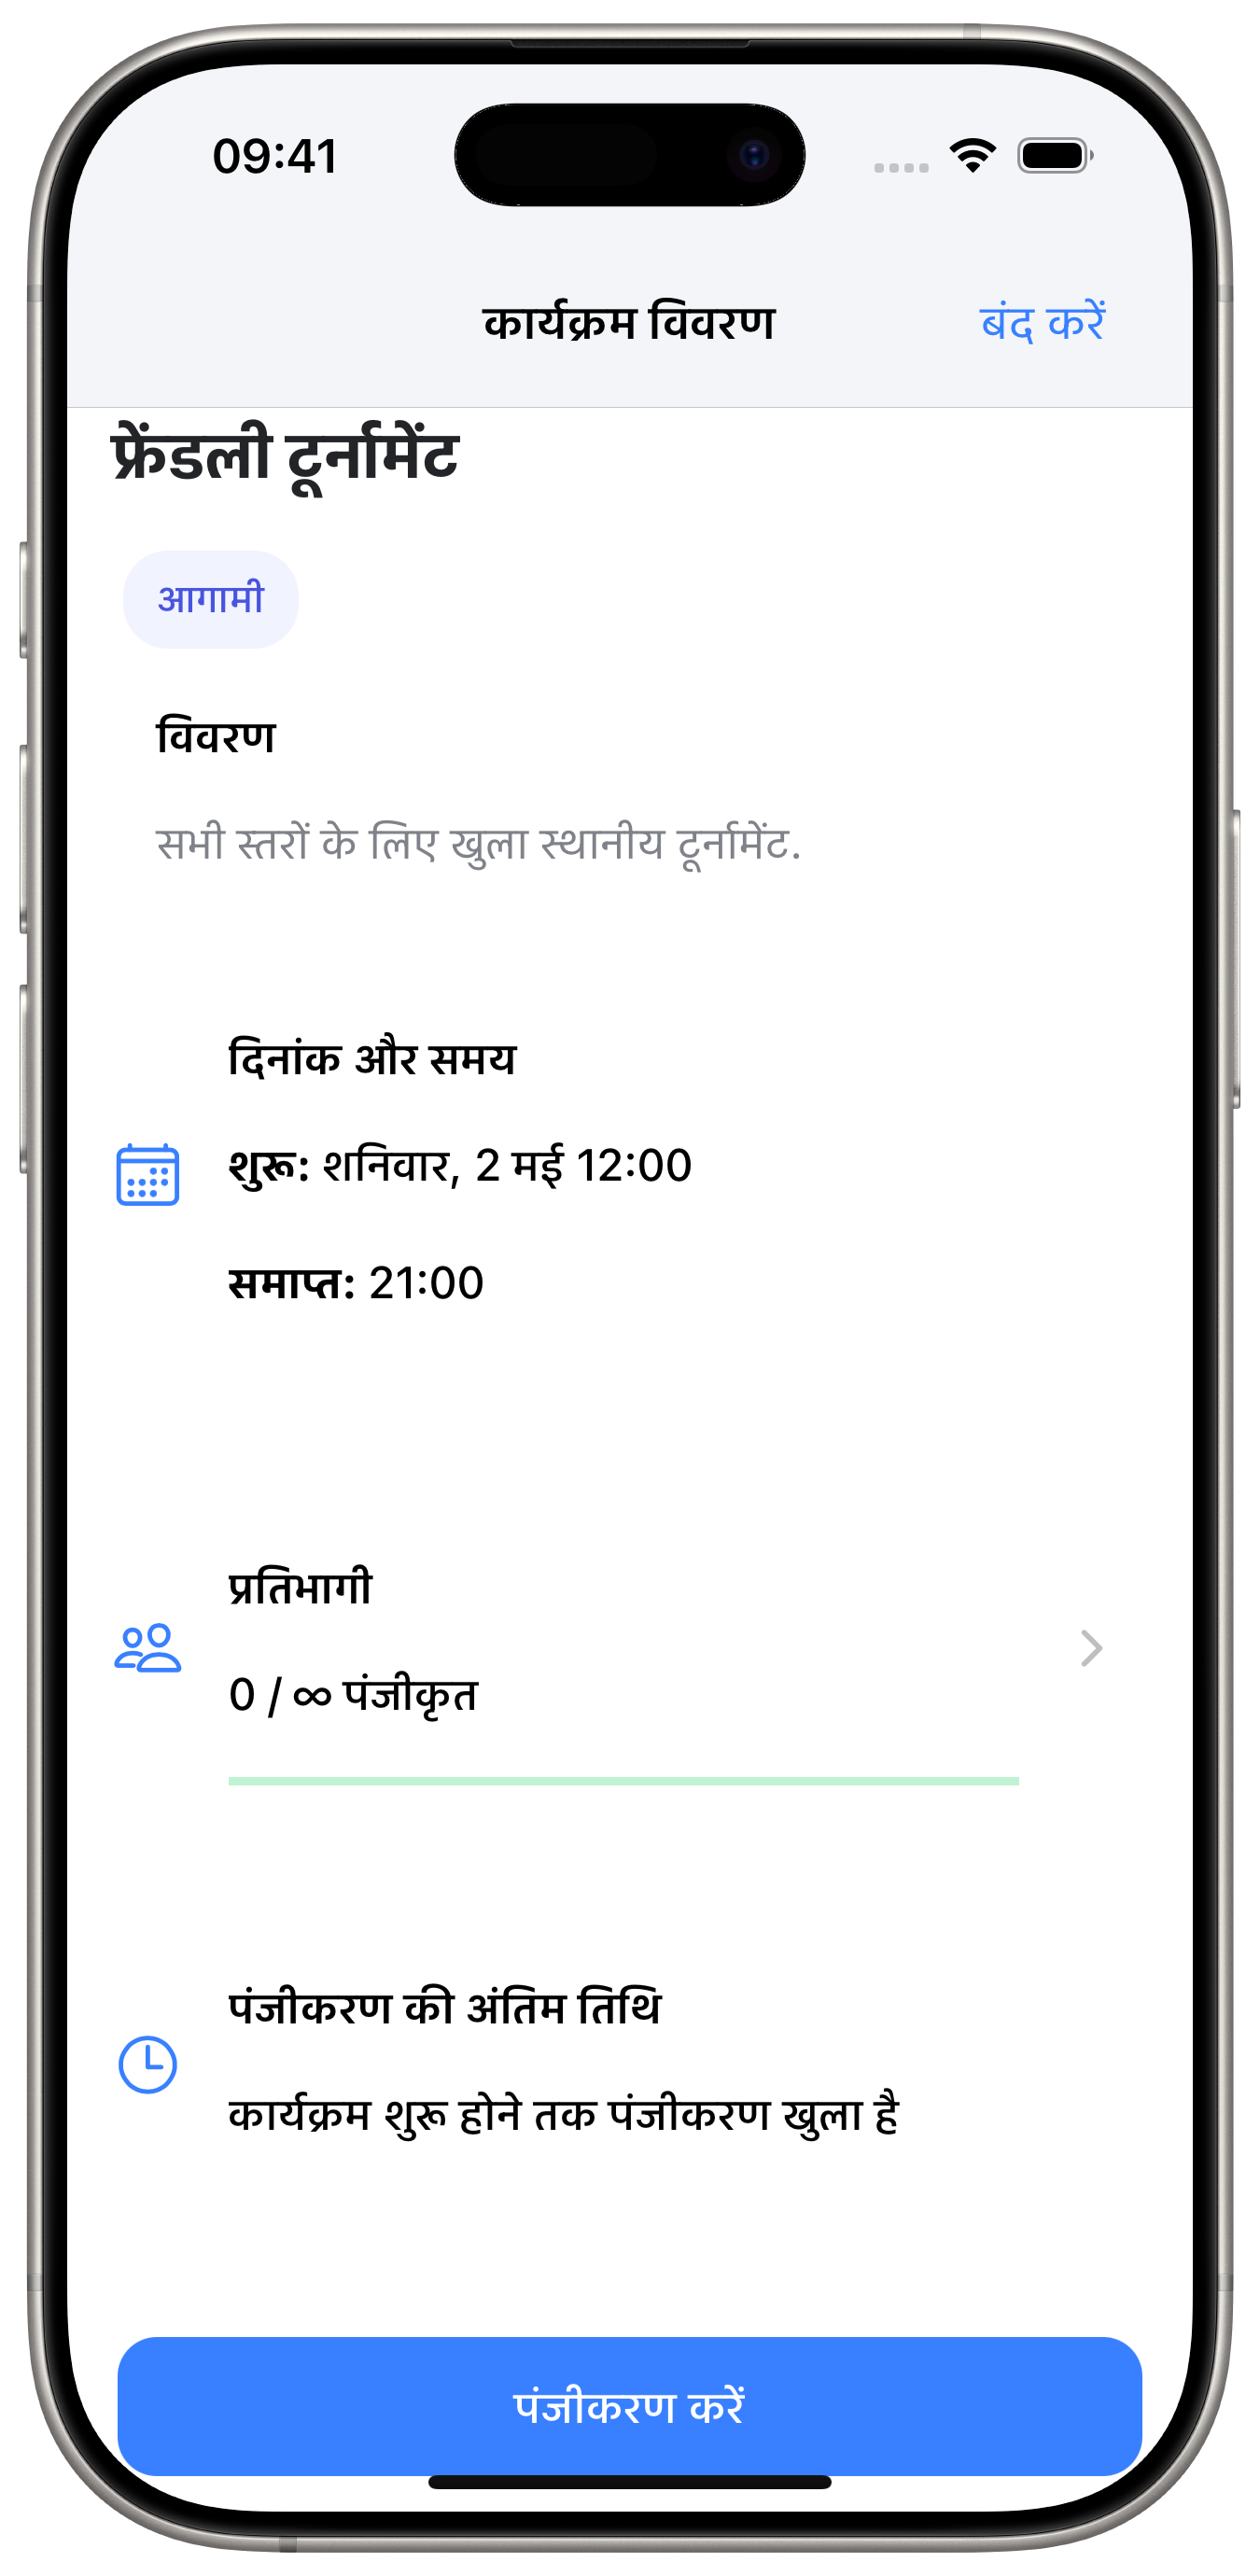 09:41
कार्यक्रम विवरण
बंद करें
फ्रेंडली टूर्नामेंट
आगामी
विवरण
सभी स्तरों के लिए खुला स्थानीय टूर्नामेंट.
दिनांक और समय
शुरू: शनिवार, 2 मई 12:00
समाप्त: 21:00
प्रतिभागी
0 / ∞ पंजीकृत
पंजीकरण की अंतिम तिथि
कार्यक्रम शुरू होने तक पंजीकरण खुला है
पंजीकरण करें